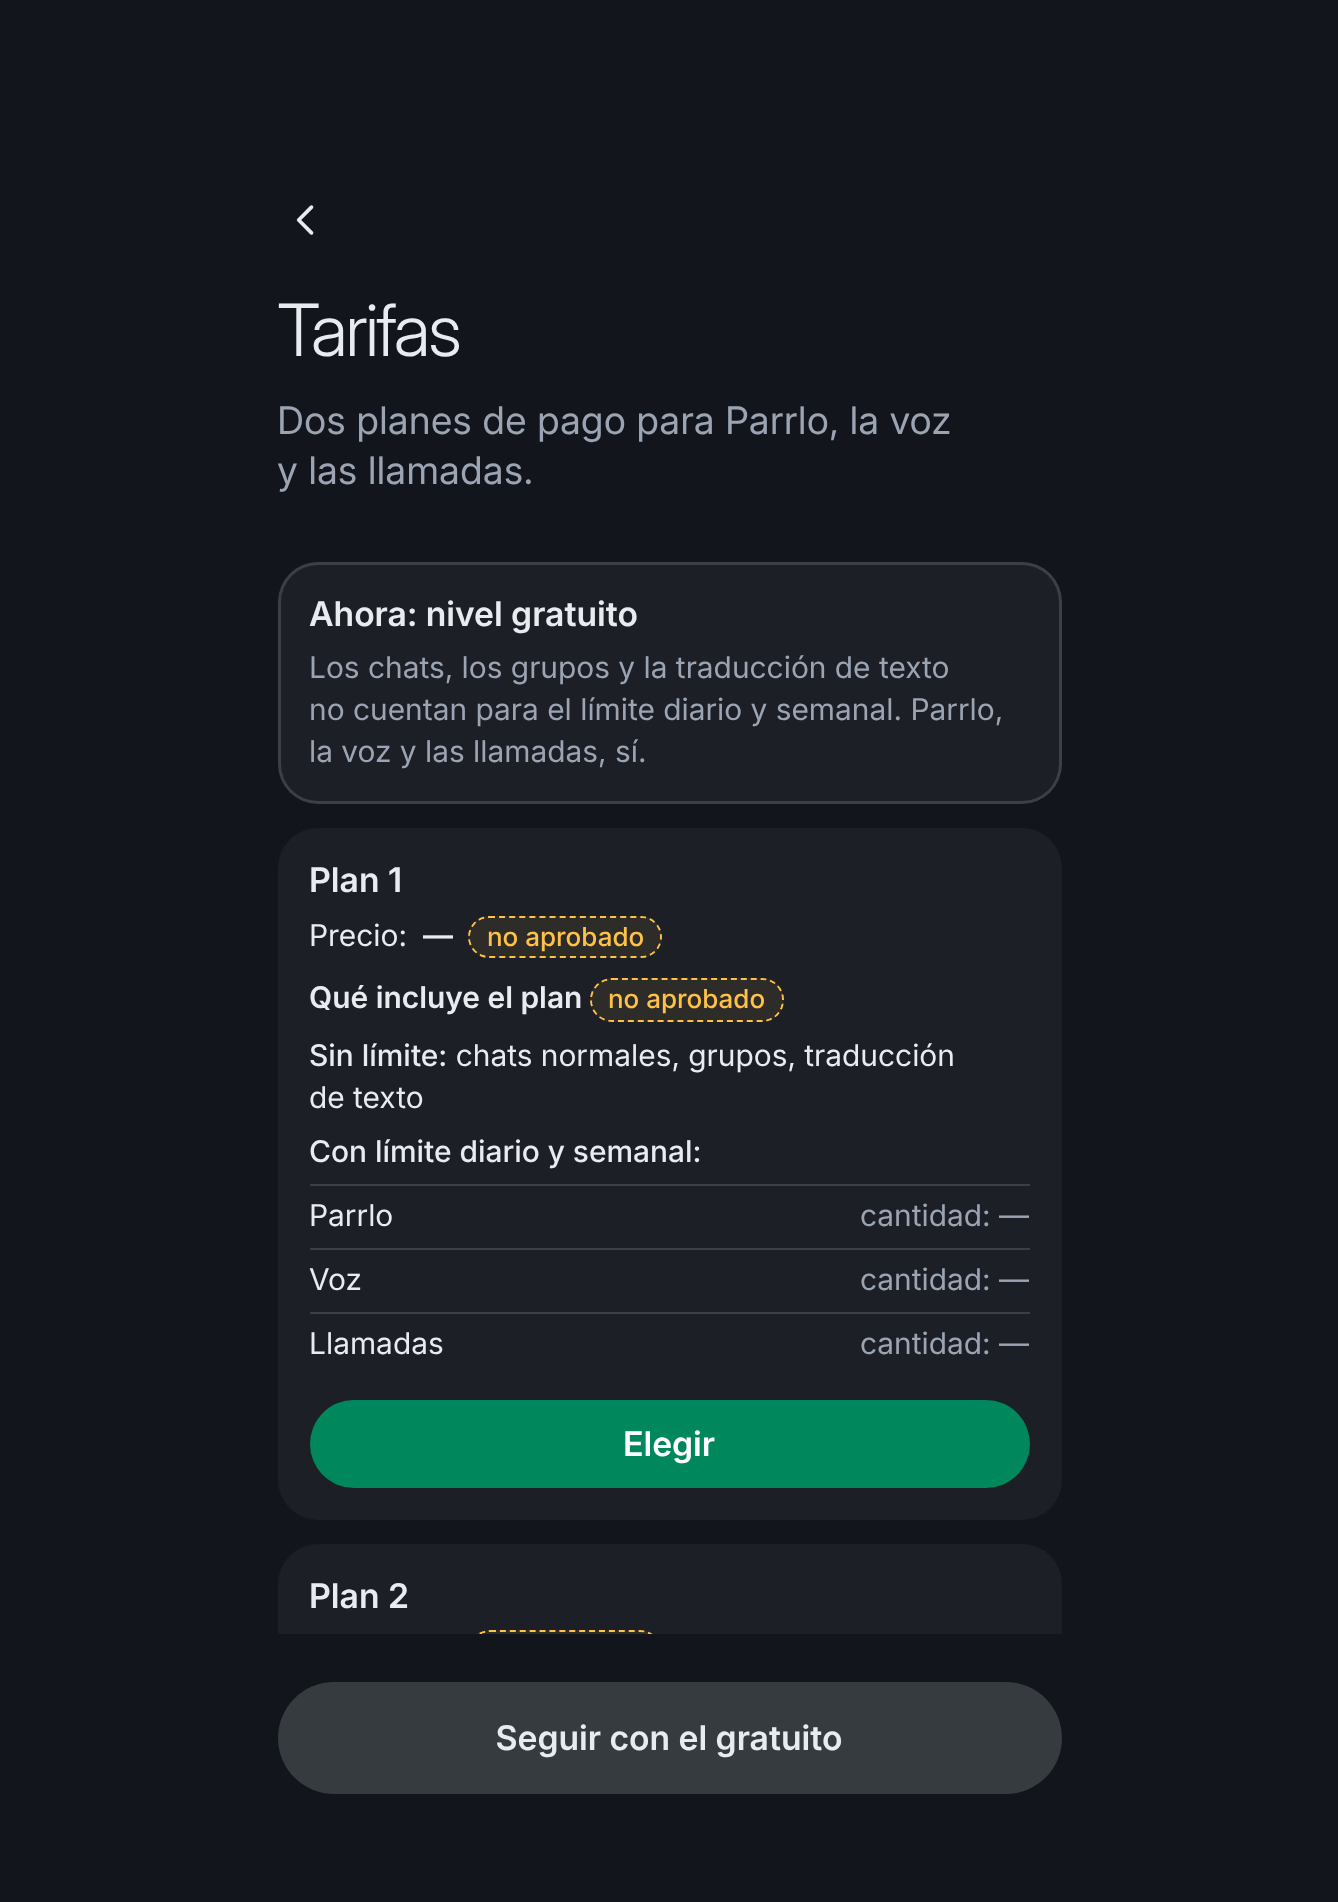 Tarifas
Dos planes de pago para Parrlo, la voz
y las llamadas.
Ahora: nivel gratuito
Los chats, los grupos y la traducción de texto
no cuentan para el límite diario y semanal. Parrlo,
la voz y las llamadas, sí.
Plan 1
Precio: — no aprobado
Qué incluye el plan no aprobado
Sin límite: chats normales, grupos, traducción
de texto
Con límite diario y semanal:
Parrlo cantidad: —
Voz cantidad: —
Llamadas cantidad: —
Elegir
Plan 2
Seguir con el gratuito